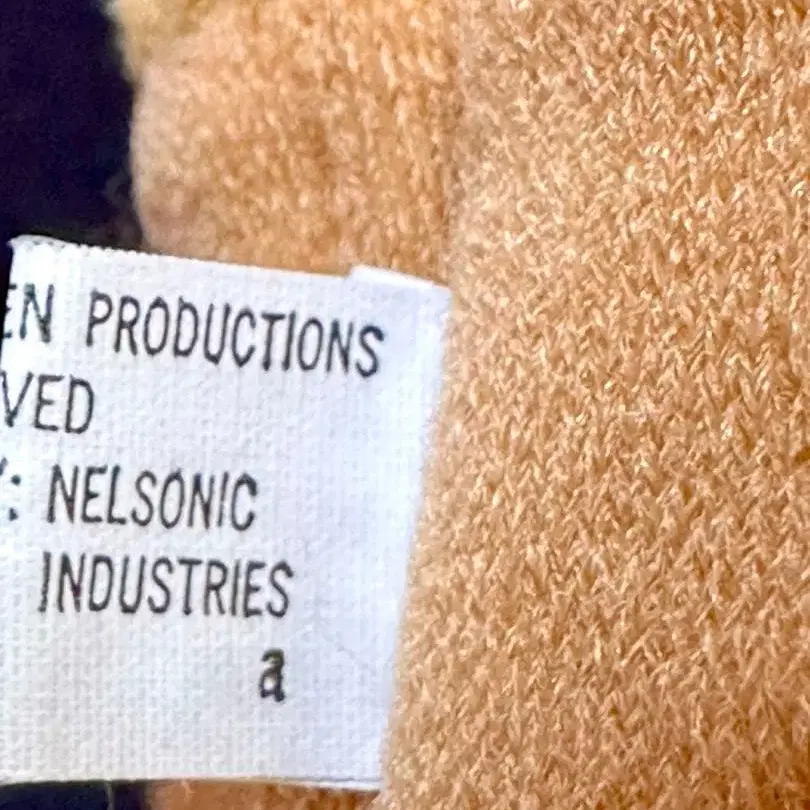 EN PRODUCTIONS
VED
: NELSONIC
INDUSTRIES
a